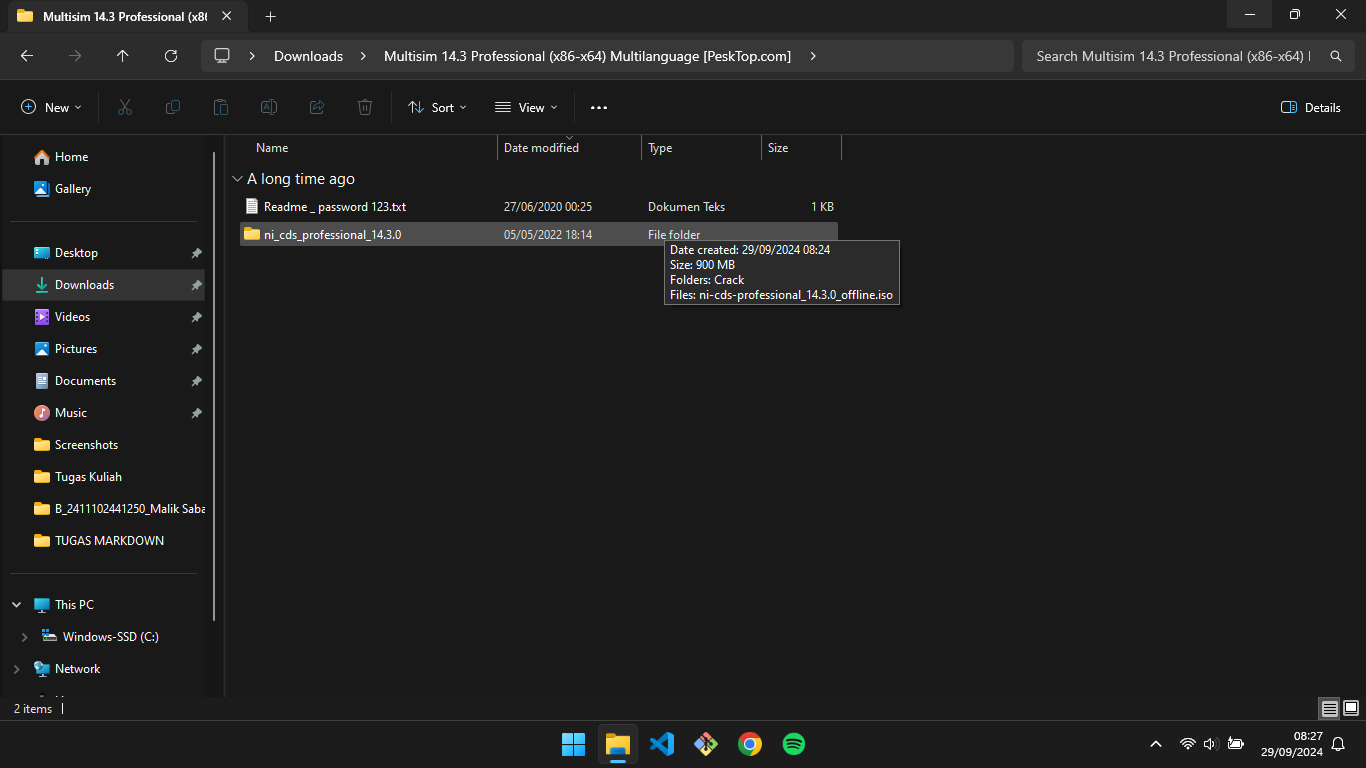 Multisim 14.3 Professional (x86
Downloads
Multisim 14.3 Professional (x86-x64) Multilanguage [PeskTop.com]
Search Multisim 14.3 Professional (x86-x64) I
New
Sort
View
Details
Home
Gallery
Desktop
Downloads
Videos
Pictures
Documents
Music
Screenshots
Tugas Kuliah
B_2411102441250_Malik Saba
TUGAS MARKDOWN
This PC
Windows-SSD (C:)
Network
Name Date modified Type Size
A long time ago
Readme _ password 123.txt 27/06/2020 00:25 Dokumen Teks 1 KB
ni_cds_professional_14.3.0 05/05/2022 18:14 File folder
Date created: 29/09/2024 08:24
Size: 900 MB
Folders: Crack
Files: ni-cds-professional_14.3.0_offline.iso
2 items
08:27
29/09/2024